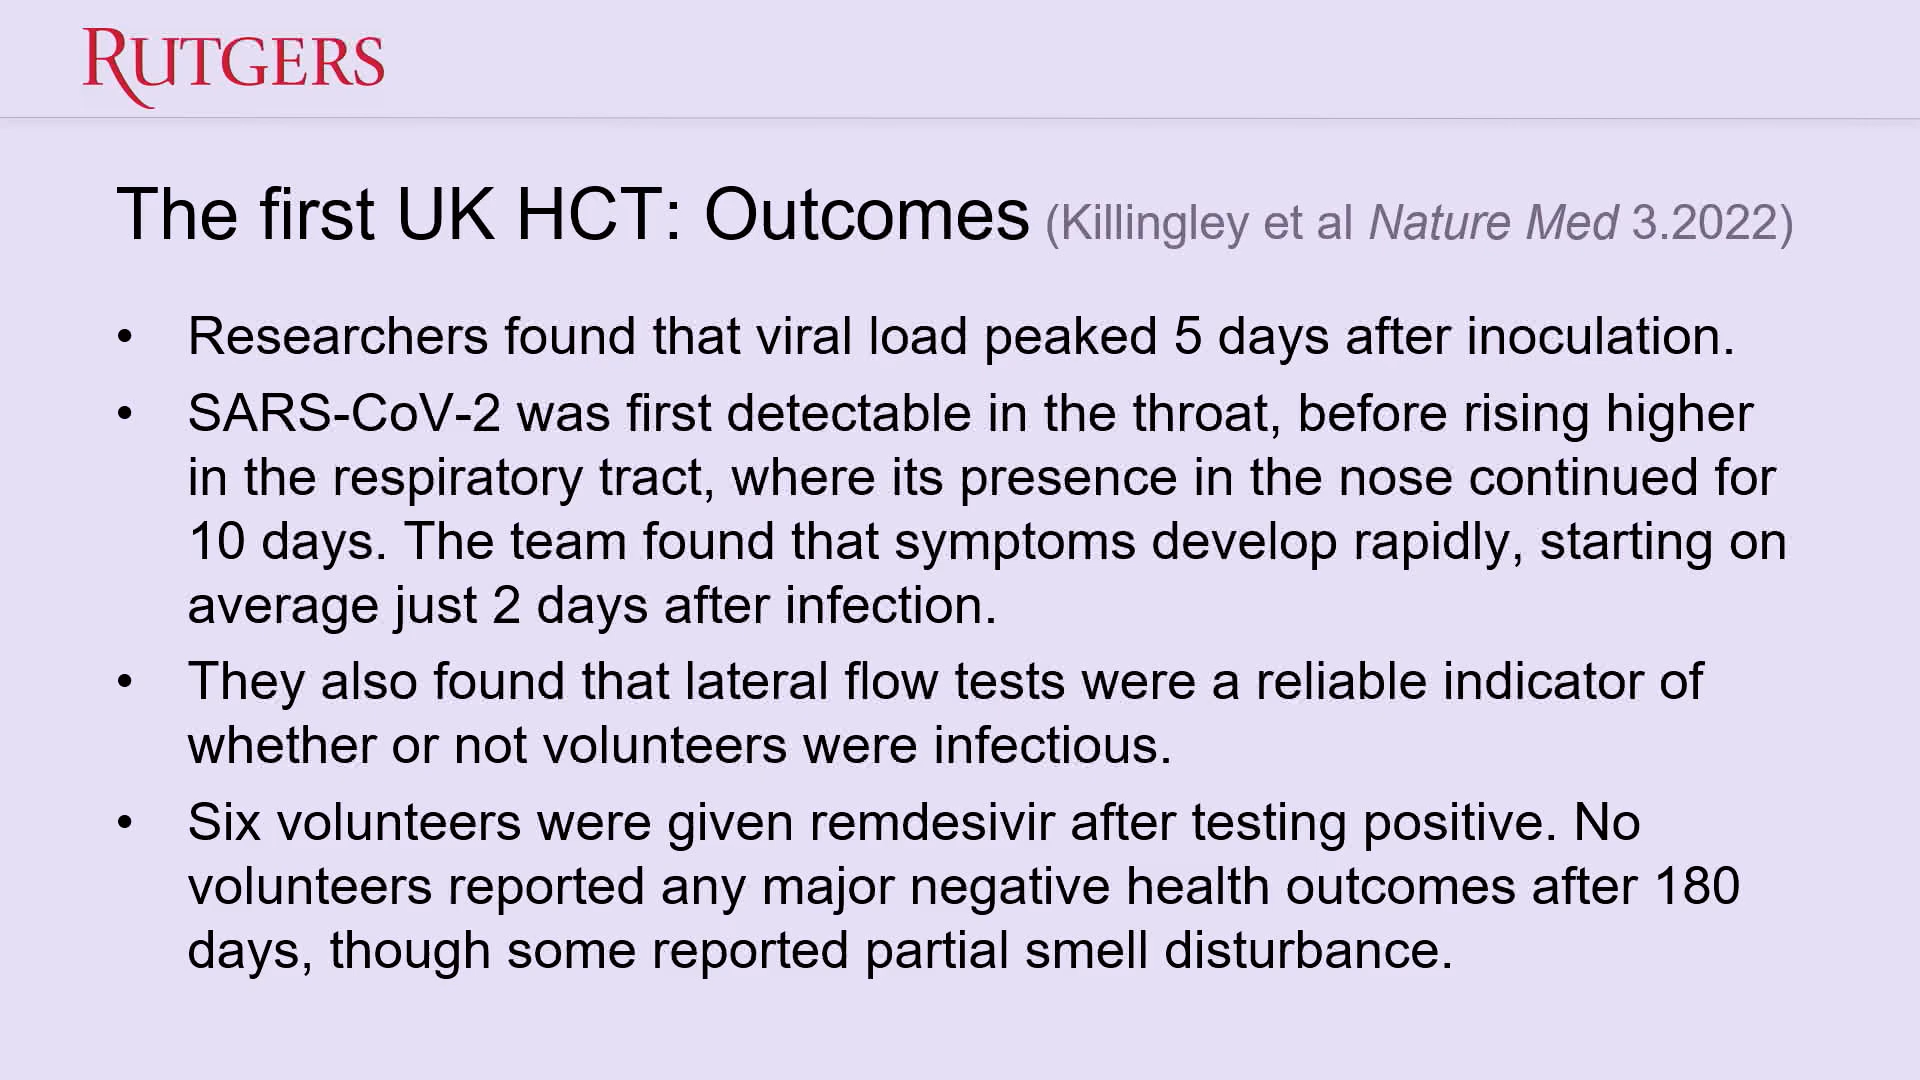 RUTGERS
The first UK HCT: Outcomes (Killingley et al Nature Med 3.2022)
• Researchers found that viral load peaked 5 days after inoculation.
• SARS-CoV-2 was first detectable in the throat, before rising higher
in the respiratory tract, where its presence in the nose continued for
10 days. The team found that symptoms develop rapidly, starting on
average just 2 days after infection.
• They also found that lateral flow tests were a reliable indicator of
whether or not volunteers were infectious.
• Six volunteers were given remdesivir after testing positive. No
volunteers reported any major negative health outcomes after 180
days, though some reported partial smell disturbance.